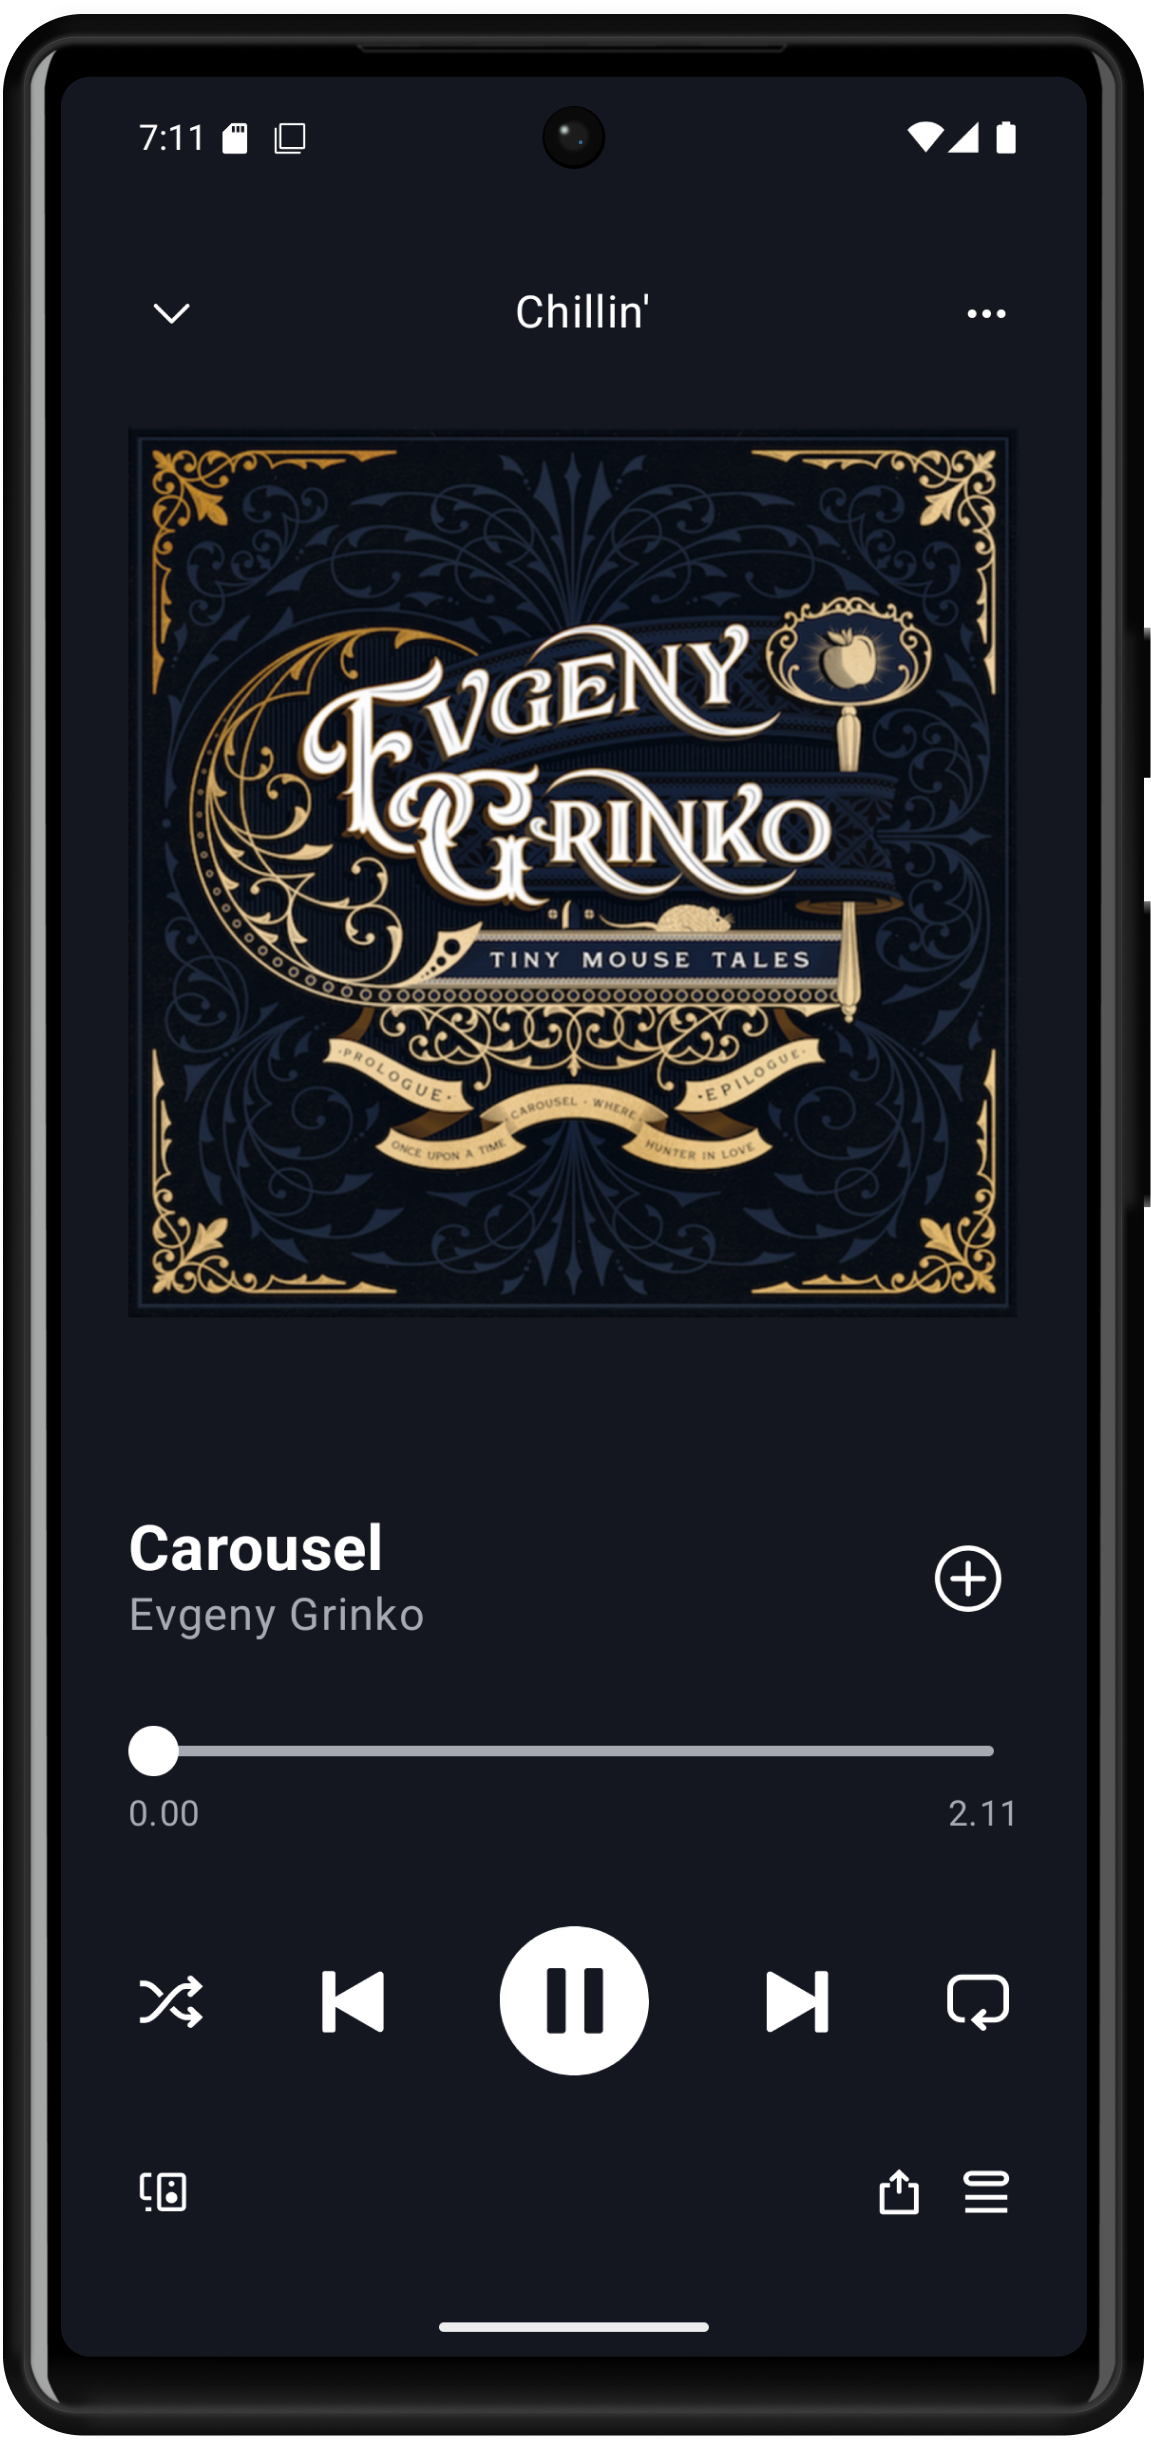 7:11
Chillin'
EVGENY
GRINKO
TINY MOUSE TALES
·PROLOGUE·
·EPILOGUE·
CAROUSEL · WHERE
ONCE UPON A TIME
HUNTER IN LOVE
Carousel
Evgeny Grinko
0.00
2.11